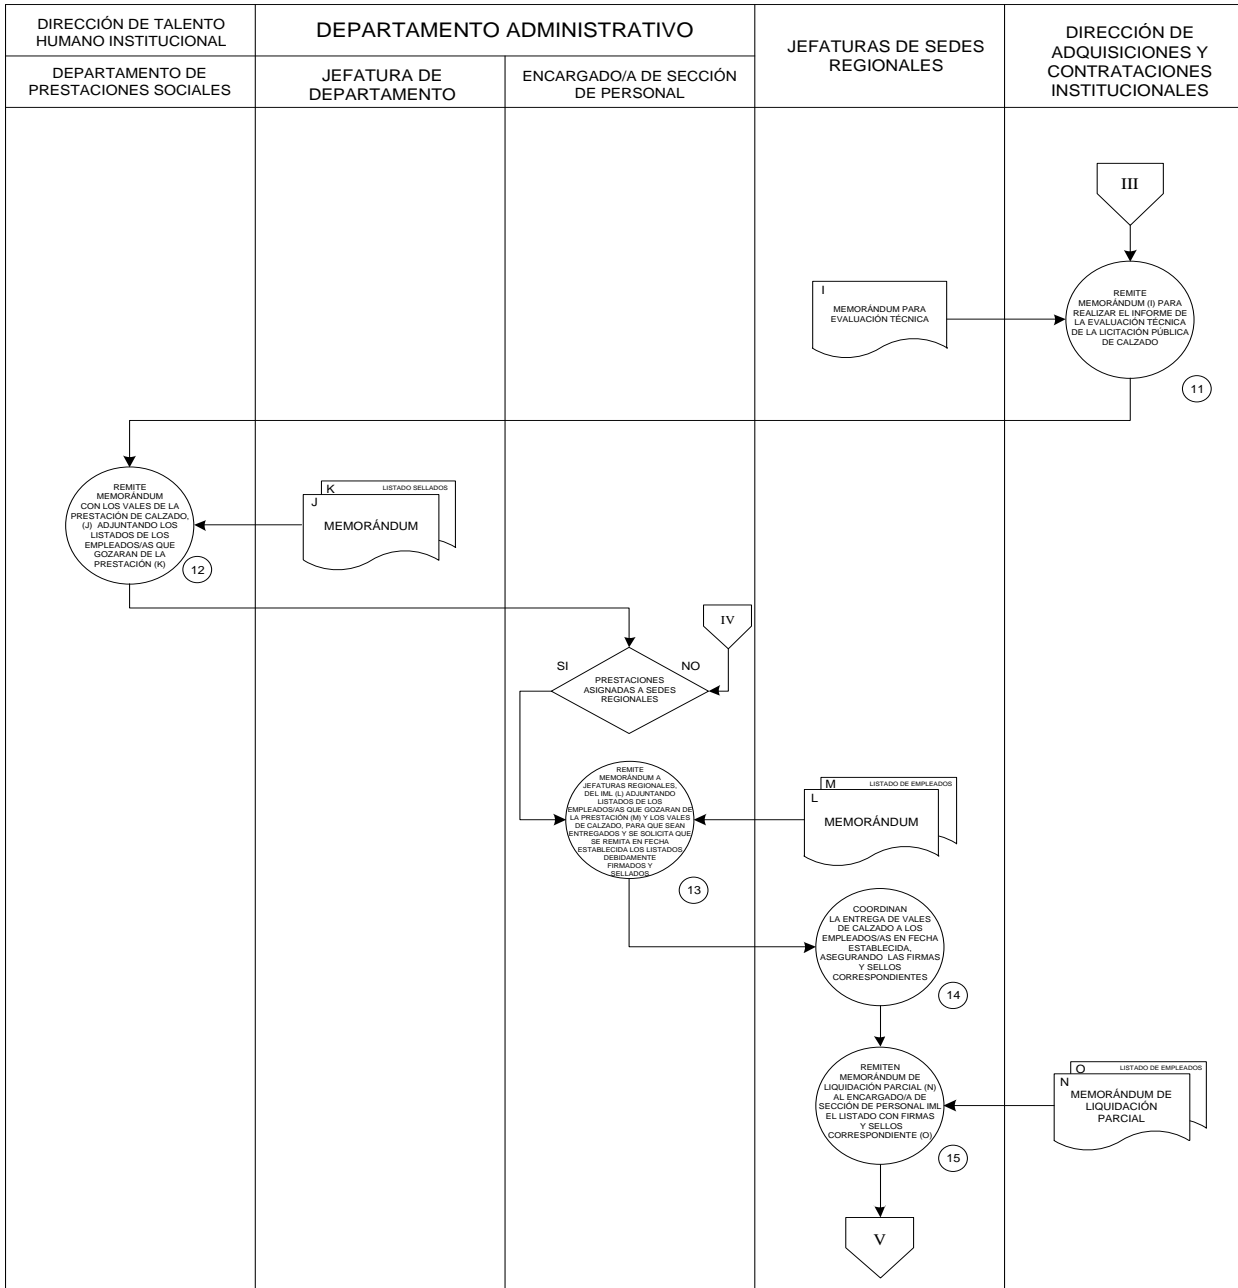 DIRECCIÓN DE TALENTO
HUMANO INSTITUCIONAL
DEPARTAMENTO ADMINISTRATIVO
JEFATURAS DE SEDES
REGIONALES
DIRECCIÓN DE
ADQUISICIONES Y
CONTRATACIONES
INSTITUCIONALES
DEPARTAMENTO DE
PRESTACIONES SOCIALES
JEFATURA DE
DEPARTAMENTO
ENCARGADO/A DE SECCIÓN
DE PERSONAL
III
I
MEMORÁNDUM PARA
EVALUACIÓN TÉCNICA
REMITE
MEMORÁNDUM (I) PARA
REALIZAR EL INFORME DE
LA EVALUACIÓN TÉCNICA
DE LA LICITACIÓN PÚBLICA
DE CALZADO
11
REMITE
MEMORÁNDUM
CON LOS VALES DE LA
PRESTACIÓN DE CALZADO,
(J) ADJUNTANDO LOS
LISTADOS DE LOS
EMPLEADOS/AS QUE
GOZARAN DE LA
PRESTACIÓN (K)
12
K
LISTADO SELLADOS
J
MEMORÁNDUM
IV
SI
NO
PRESTACIONES
ASIGNADAS A SEDES
REGIONALES
REMITE
MEMORÁNDUM A
JEFATURAS REGIONALES,
DEL IML (L) ADJUNTANDO
LISTADOS DE LOS
EMPLEADOS/AS QUE GOZARAN DE
LA PRESTACIÓN (M) Y LOS VALES
DE CALZADO, PARA QUE SEAN
ENTREGADOS Y SE SOLICITA QUE
SE REMITA EN FECHA
ESTABLECIDA LOS LISTADOS
DEBIDAMENTE
FIRMADOS Y
SELLADOS
13
M
LISTADO DE EMPLEADOS
L
MEMORÁNDUM
COORDINAN
LA ENTREGA DE VALES
DE CALZADO A LOS
EMPLEADOS/AS EN FECHA
ESTABLECIDA,
ASEGURANDO LAS FIRMAS
Y SELLOS
CORRESPONDIENTES
14
REMITEN
MEMORÁNDUM DE
LIQUIDACIÓN PARCIAL (N)
AL ENCARGADO/A DE
SECCIÓN DE PERSONAL IML
EL LISTADO CON FIRMAS
Y SELLOS
CORRESPONDIENTE (O)
15
O
LISTADO DE EMPLEADOS
N
MEMORÁNDUM DE
LIQUIDACIÓN
PARCIAL
V